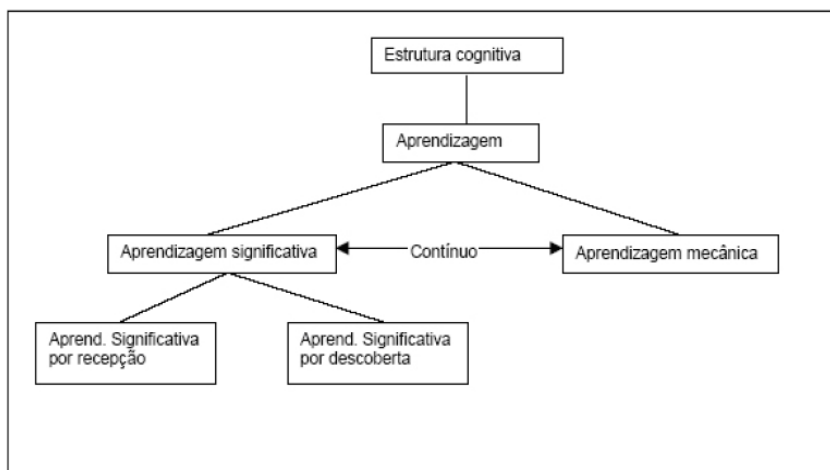 Estrutura cognitiva
Aprendizagem
Aprendizagem significativa
Contínuo
Aprendizagem mecânica
Aprend. Significativa
por recepção
Aprend. Significativa
por descoberta